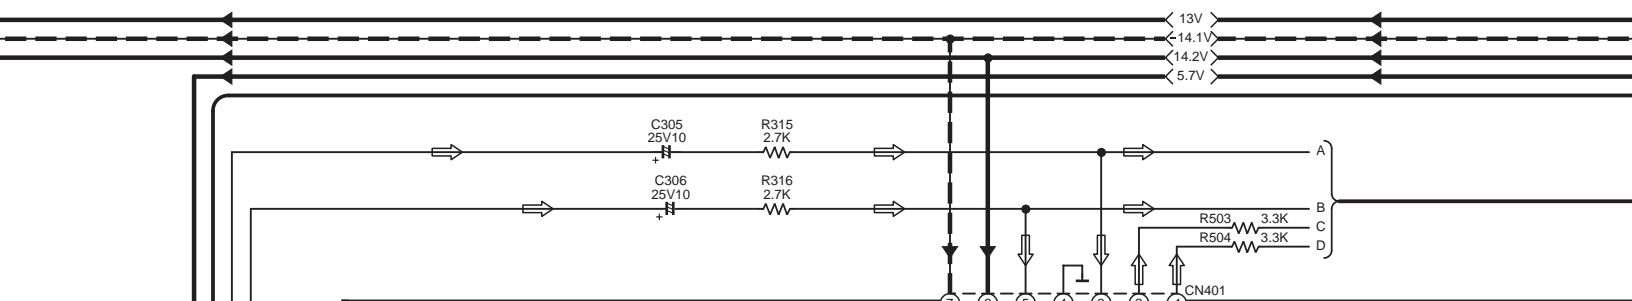 13V
-14.1V
14.2V
5.7V
C305
25V10
+
R315
2.7K
A
C306
25V10
+
R316
2.7K
B
R503 3.3K C
R504 3.3K D
CN401